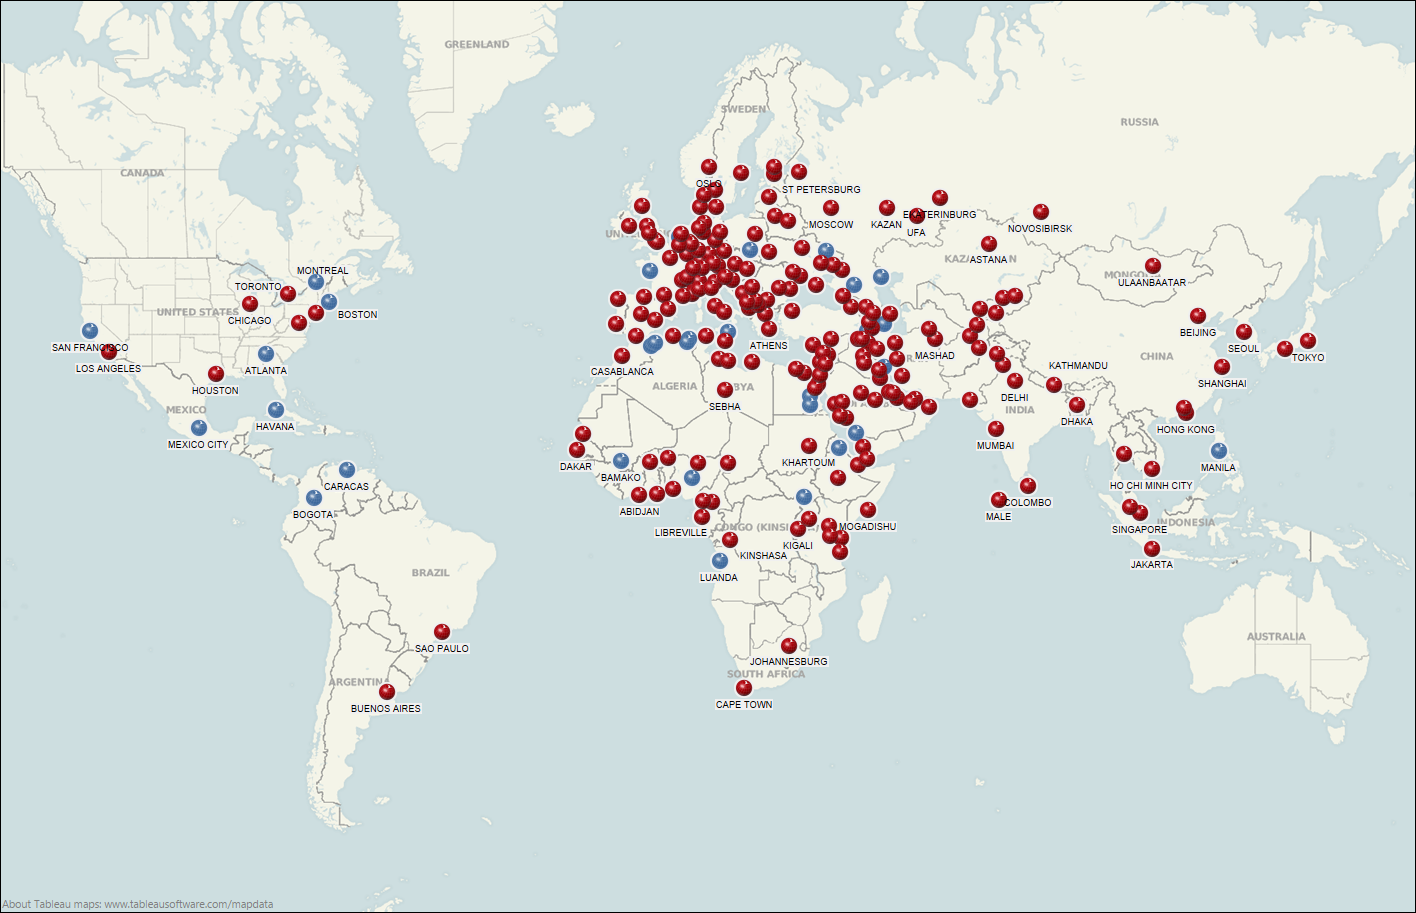 GREENLAND
SWEDEN
RUSSIA
CANADA
OSLO
ST PETERSBURG
MOSCOW
KAZAN
EKATERINBURG
UFA
NOVOSIBIRSK
ASTANA
MONTREAL
TORONTO
MONGO
ULAANBAATAR
UNITED STATES
BOSTON
CHICAGO
SAN FRANCISCO
LOS ANGELES
ATLANTA
HOUSTON
ATHENS
MASHAD
BEIJING
SEOUL
TOKYO
CHINA
KATHMANDU
SHANGHAI
CASABLANCA
ALGERIA
SEBHA
DELHI
INDIA
MEXICO
HAVANA
MEXICO CITY
DHAKA
HONG KONG
MUMBAI
DAKAR
KHARTOUM
BAMAKO
MANILA
CARACAS
HO CHI MINH CITY
BOGOTA
ABIDJAN
COLOMBO
MALE
LIBREVILLE
CONGO (KINS
MOGADISHU
INDONESIA
SINGAPORE
KIGALI
KINSHASA
JAKARTA
LUANDA
BRAZIL
AUSTRALIA
SAO PAULO
JOHANNESBURG
SOUTH AFRICA
ARGENTIN
BUENOS AIRES
CAPE TOWN
About Tableau maps: www.tableausoftware.com/mapdata